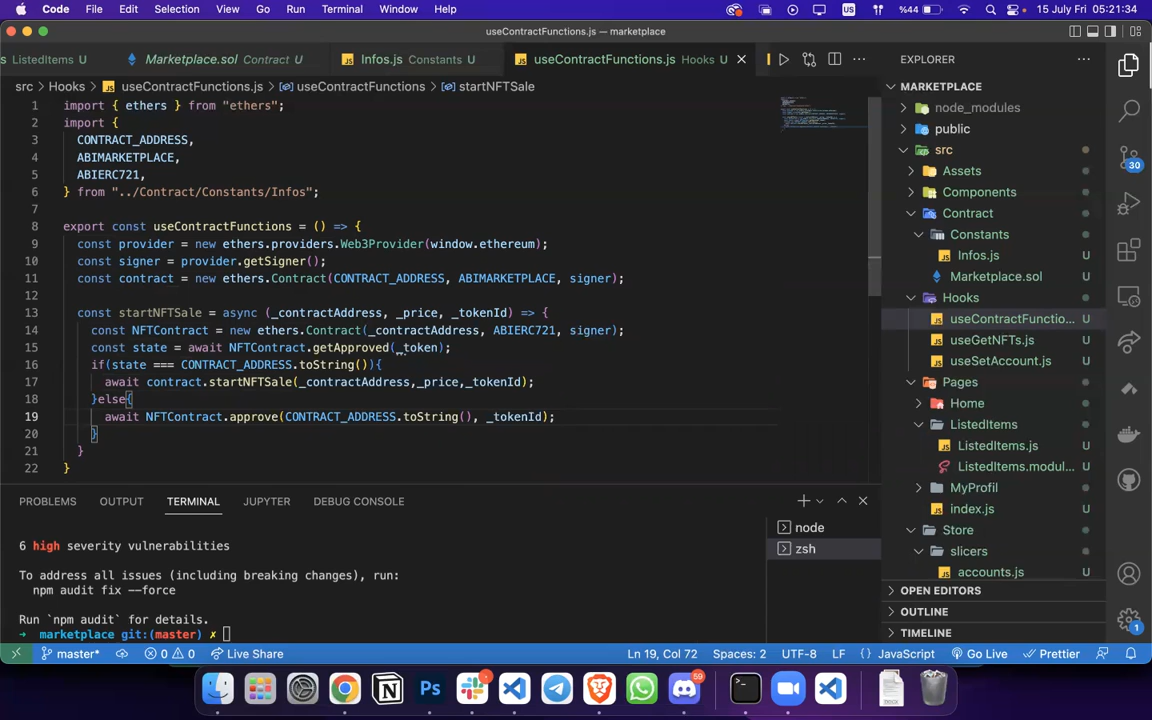 Code File Edit Selection View Go Run Terminal Window Help %44 15 July Fri 05:21:34
useContractFunctions.js — marketplace
ListedItems U Marketplace.sol Contract U Infos.js Constants U useContractFunctions.js Hooks U
src > Hooks > useContractFunctions.js > useContractFunctions > startNFTSale
1 import { ethers } from "ethers";
2 import {
3 CONTRACT_ADDRESS,
4 ABIMARKETPLACE,
5 ABIERC721,
6 } from "../Contract/Constants/Infos";
7
8 export const useContractFunctions = () => {
9 const provider = new ethers.providers.Web3Provider(window.ethereum);
10 const signer = provider.getSigner();
11 const contract = new ethers.Contract(CONTRACT_ADDRESS, ABIMARKETPLACE, signer);
12
13 const startNFTSale = async (_contractAddress, _price, _tokenId) => {
14 const NFTContract = new ethers.Contract(_contractAddress, ABIERC721, signer);
15 const state = await NFTContract.getApproved(_token);
16 if(state === CONTRACT_ADDRESS.toString()){
17 await contract.startNFTSale(_contractAddress,_price,_tokenId);
18 }else{
19 await NFTContract.approve(CONTRACT_ADDRESS.toString(), _tokenId);
20 }
21 }
22 }
PROBLEMS OUTPUT TERMINAL JUPYTER DEBUG CONSOLE
6 high severity vulnerabilities
To address all issues (including breaking changes), run:
npm audit fix --force
Run `npm audit` for details.
→ marketplace git:(master) ✗
node
zsh
EXPLORER
MARKETPLACE
node_modules
public
src
Assets
Components
Contract
Constants
Infos.js U
Marketplace.sol U
Hooks
useContractFunctio... U
useGetNFTs.js U
useSetAccount.js U
Pages
Home
ListedItems
ListedItems.js U
ListedItems.modul... U
MyProfil
index.js U
Store
slicers
accounts.js U
OPEN EDITORS
OUTLINE
TIMELINE
30
1
master* 0 0 Live Share Ln 19, Col 72 Spaces: 2 UTF-8 LF JavaScript Go Live Prettier
Ps
59